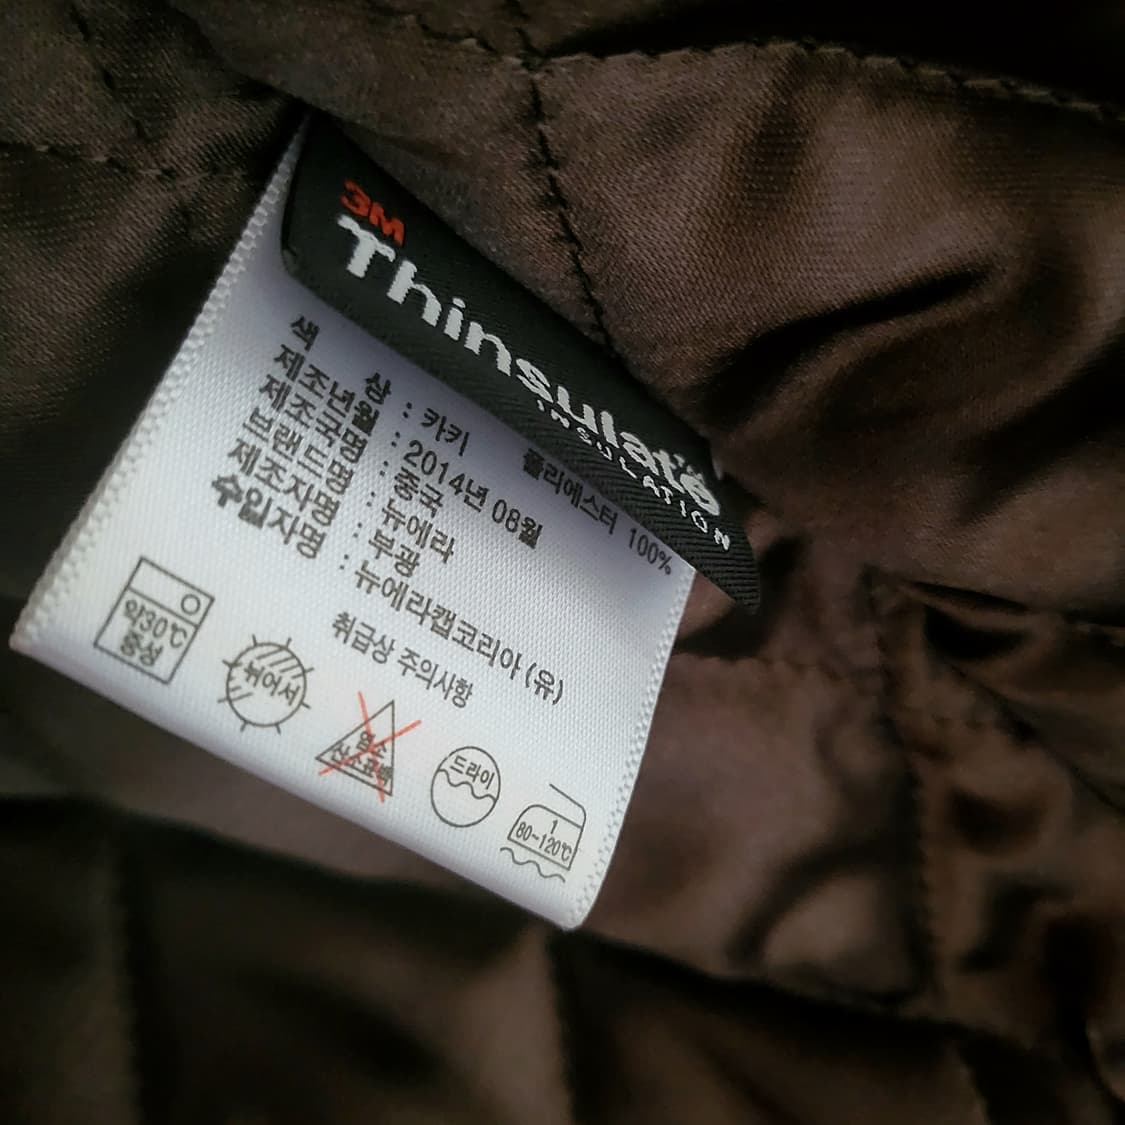 3M
Thinsulate
INSULATION
폴리에스터 100%
색 상 : 카키
제조년월 : 2014년 08월
제조국명 : 중국
브랜드명 : 뉴에라
제조자명 : 부광
수입자명 : 뉴에라캡코리아(유)
취급상 주의사항
약30℃
중성
뉘어서
염소
산소표백
드라이
1
80~120℃